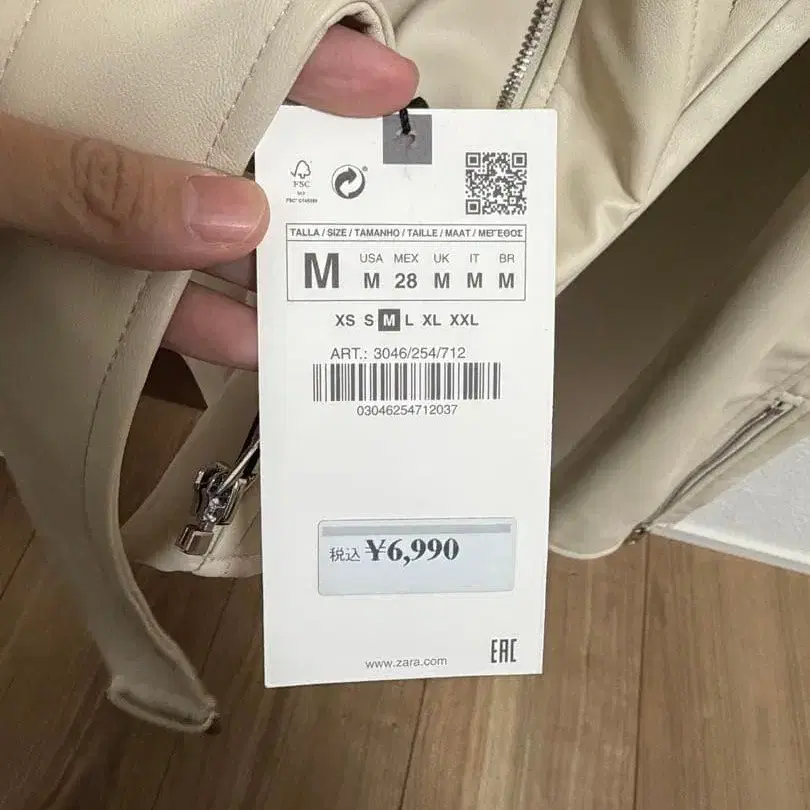 FSC
TALLA / SIZE / TAMANHO / TAILLE / MAAT / ΜΕΓΕΘΟΣ
M
USA MEX UK IT BR
M 28 M M M
XS S M L XL XXL
ART.: 3046/254/712
03046254712037
税込 ¥6,990
www.zara.com
EAC